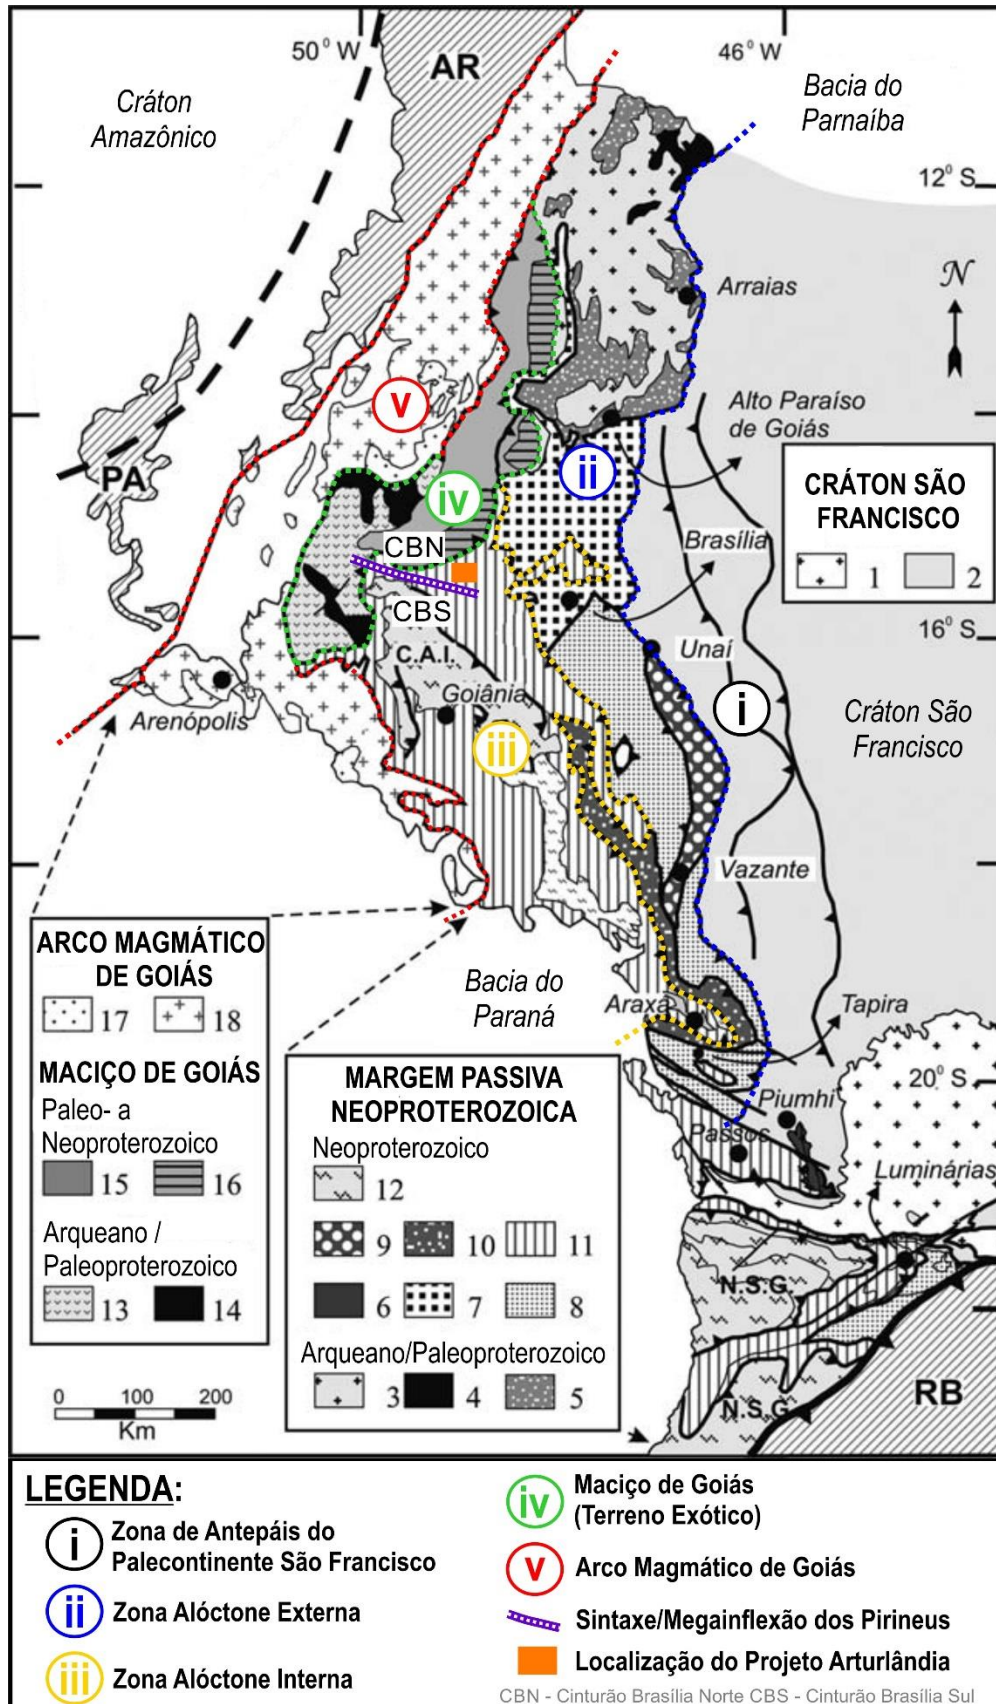 50° W
46° W
AR
Cráton
Amazônico
Bacia do
Parnaíba
12° S
Arraias
N
V
Alto Paraíso
de Goiás
PA
ii
iv
CRÁTON SÃO
FRANCISCO
1
2
CBN
Brasília
CBS
16° S
C.A.I.
Unaí
Goiânia
i
Arenópolis
Cráton São
Francisco
iii
Vazante
ARCO MAGMÁTICO
DE GOIÁS
17
18
MACIÇO DE GOIÁS
Paleo- a
Neoproterozoico
15
16
Arqueano /
Paleoproterozoico
13
14
Bacia do
Paraná
Araxá
Tapira
MARGEM PASSIVA
NEOPROTEROZOICA
Neoproterozoico
12
9
10
11
6
7
8
Arqueano/Paleoproterozoico
3
4
5
20° S
Piumhi
Passos
Luminárias
N.S.G.
N.S.G.
RB
0 100 200
Km
LEGENDA:
i Zona de Antepáis do
Palecontinente São Francisco
ii Zona Alóctone Externa
iii Zona Alóctone Interna
iv Maciço de Goiás
(Terreno Exótico)
V Arco Magmático de Goiás
Sintaxe/Megainflexão dos Pirineus
Localização do Projeto Arturlândia
CBN - Cinturão Brasília Norte CBS - Cinturão Brasília Sul